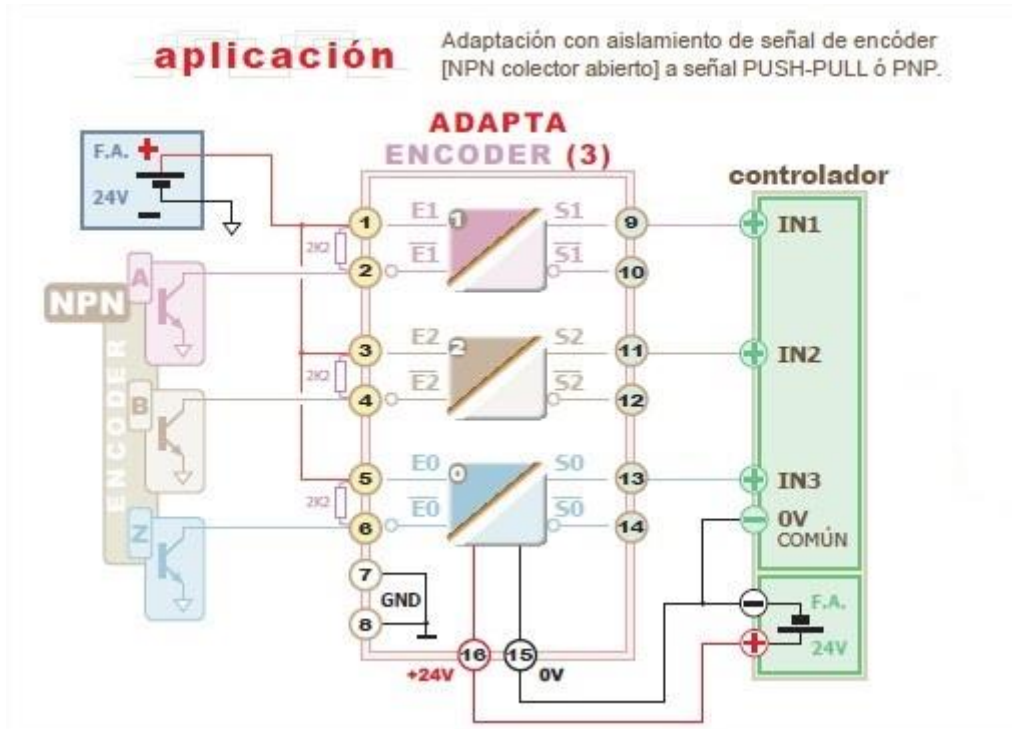 aplicación
Adaptación con aislamiento de señal de encóder
[NPN colector abierto] a señal PUSH-PULL ó PNP.
ADAPTA
ENCODER (3)
F.A. +
24V
−
controlador
1
E1
1
S1
9
+ IN1
2K2
2
E1
S1
10
A
NPN
ENCODER
3
E2
2
S2
11
+ IN2
2K2
4
E2
S2
12
B
5
E0
0
S0
13
+ IN3
2K2
6
E0
S0
14
− 0V
COMÚN
Z
7
GND
8
− F.A.
+ 24V
16
15
+24V
0V